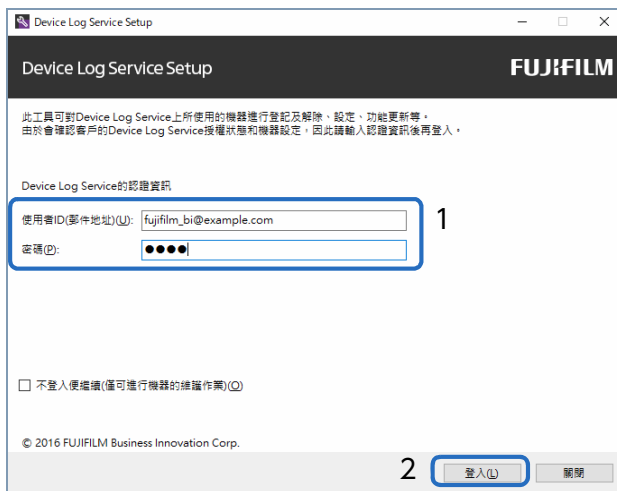 Device Log Service Setup
Device Log Service Setup
FUJIFILM
此工具可對Device Log Service上所使用的機器進行登記及解除、設定、功能更新等。
由於會確認客戶的Device Log Service授權狀態和機器設定，因此請輸入認證資訊後再登入。
Device Log Service的認證資訊
使用者ID(郵件地址)(U): fujifilm_bi@example.com
1
密碼(P): ●●●●
不登入便繼續(僅可進行機器的維護作業)(O)
© 2016 FUJIFILM Business Innovation Corp.
2
登入(L)
關閉